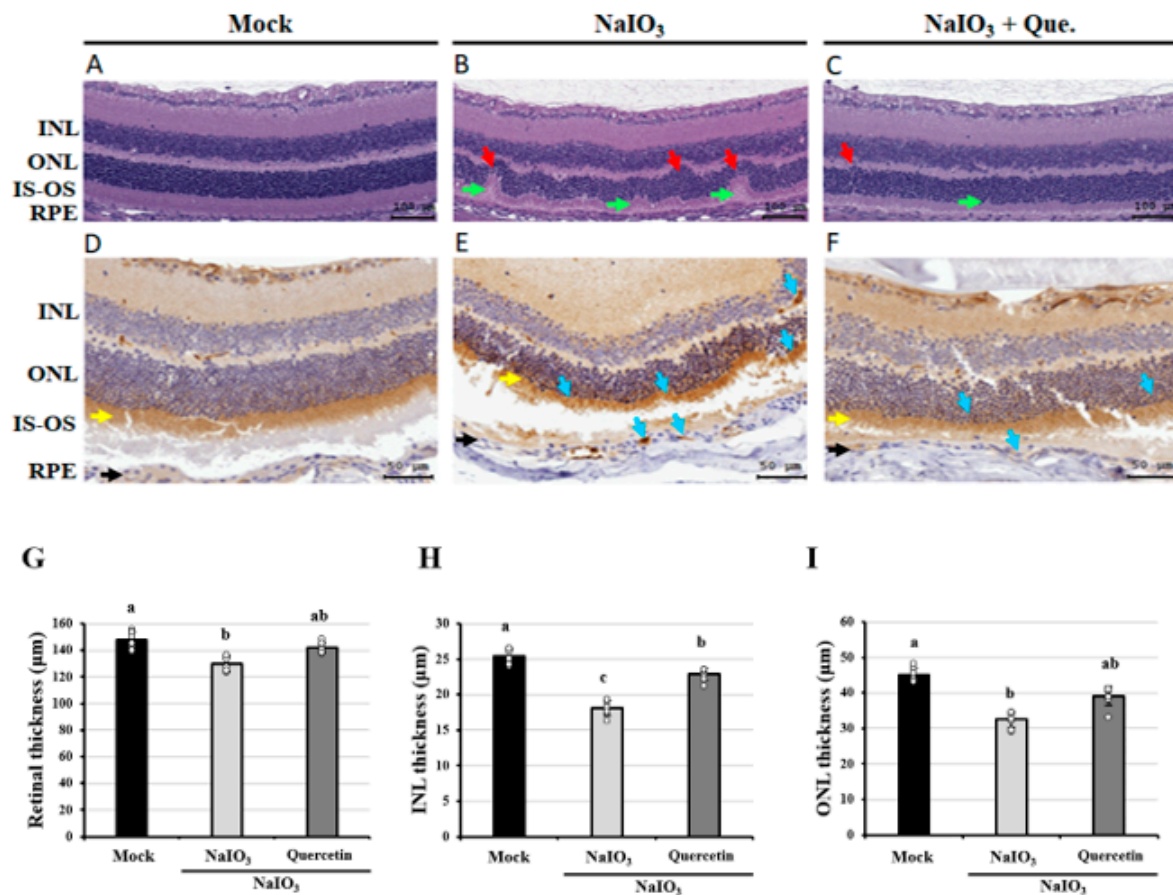 Mock NaIO₃ NaIO₃ + Que.
A B C
INL
ONL
IS-OS
RPE
100 μm 100 μm 100 μm
D E F
INL
ONL
IS-OS
RPE
50 μm 50 μm 50 μm
G H I
Retinal thickness (μm)
160
140
120
100
80
60
40
20
0
a b ab
Mock NaIO₃ Quercetin
NaIO₃
INL thickness (μm)
30
25
20
15
10
5
0
a c b
Mock NaIO₃ Quercetin
NaIO₃
ONL thickness (μm)
60
50
40
30
20
10
0
a b ab
Mock NaIO₃ Quercetin
NaIO₃